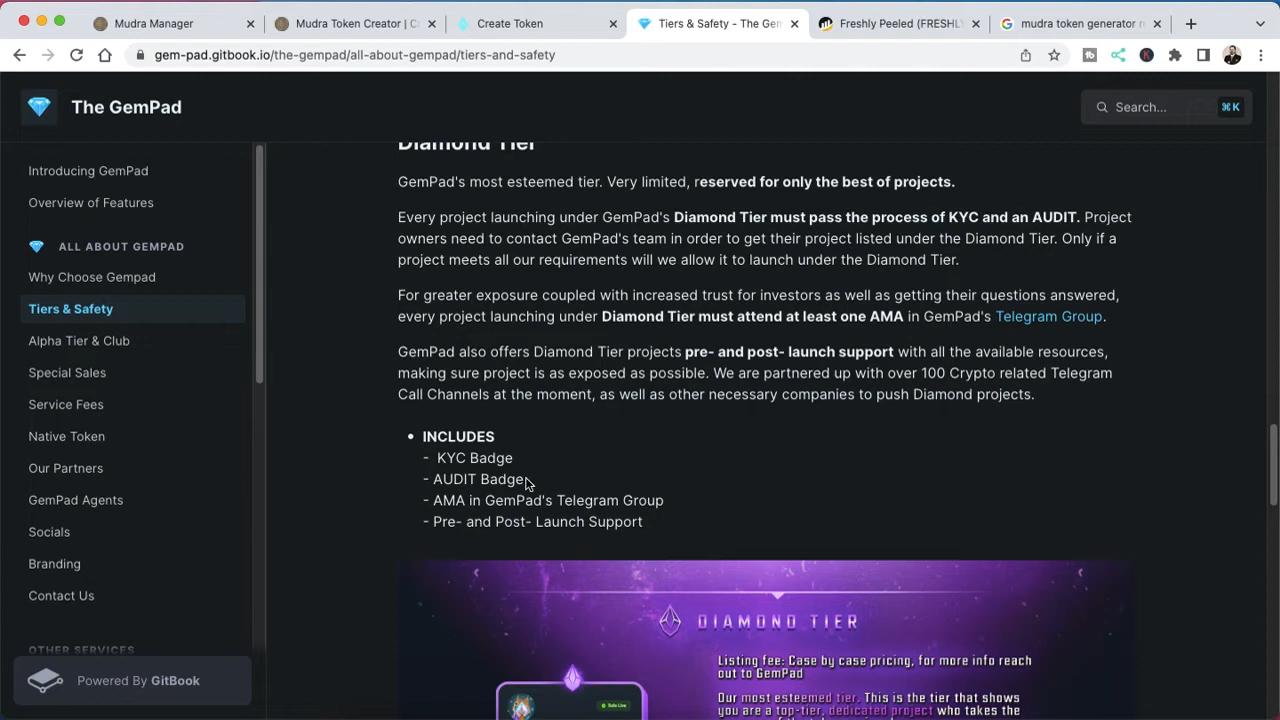 Mudra Manager
Mudra Token Creator | C
Create Token
Tiers & Safety - The Gem
Freshly Peeled (FRESHLY
mudra token generator r
gem-pad.gitbook.io/the-gempad/all-about-gempad/tiers-and-safety
The GemPad
Search...
⌘K
Introducing GemPad
Overview of Features
ALL ABOUT GEMPAD
Why Choose Gempad
Tiers & Safety
Alpha Tier & Club
Special Sales
Service Fees
Native Token
Our Partners
GemPad Agents
Socials
Branding
Contact Us
OTHER SERVICES
Powered By GitBook
Diamond Tier
GemPad's most esteemed tier. Very limited, reserved for only the best of projects.
Every project launching under GemPad's Diamond Tier must pass the process of KYC and an AUDIT. Project
owners need to contact GemPad's team in order to get their project listed under the Diamond Tier. Only if a
project meets all our requirements will we allow it to launch under the Diamond Tier.
For greater exposure coupled with increased trust for investors as well as getting their questions answered,
every project launching under Diamond Tier must attend at least one AMA in GemPad's Telegram Group.
GemPad also offers Diamond Tier projects pre- and post- launch support with all the available resources,
making sure project is as exposed as possible. We are partnered up with over 100 Crypto related Telegram
Call Channels at the moment, as well as other necessary companies to push Diamond projects.
• INCLUDES
- KYC Badge
- AUDIT Badge
- AMA in GemPad's Telegram Group
- Pre- and Post- Launch Support
DIAMOND TIER
Listing fee: Case by case pricing, for more info reach
out to GemPad
Our most esteemed tier. This is the tier that shows
you are a top-tier, dedicated project who takes the
Sale Live